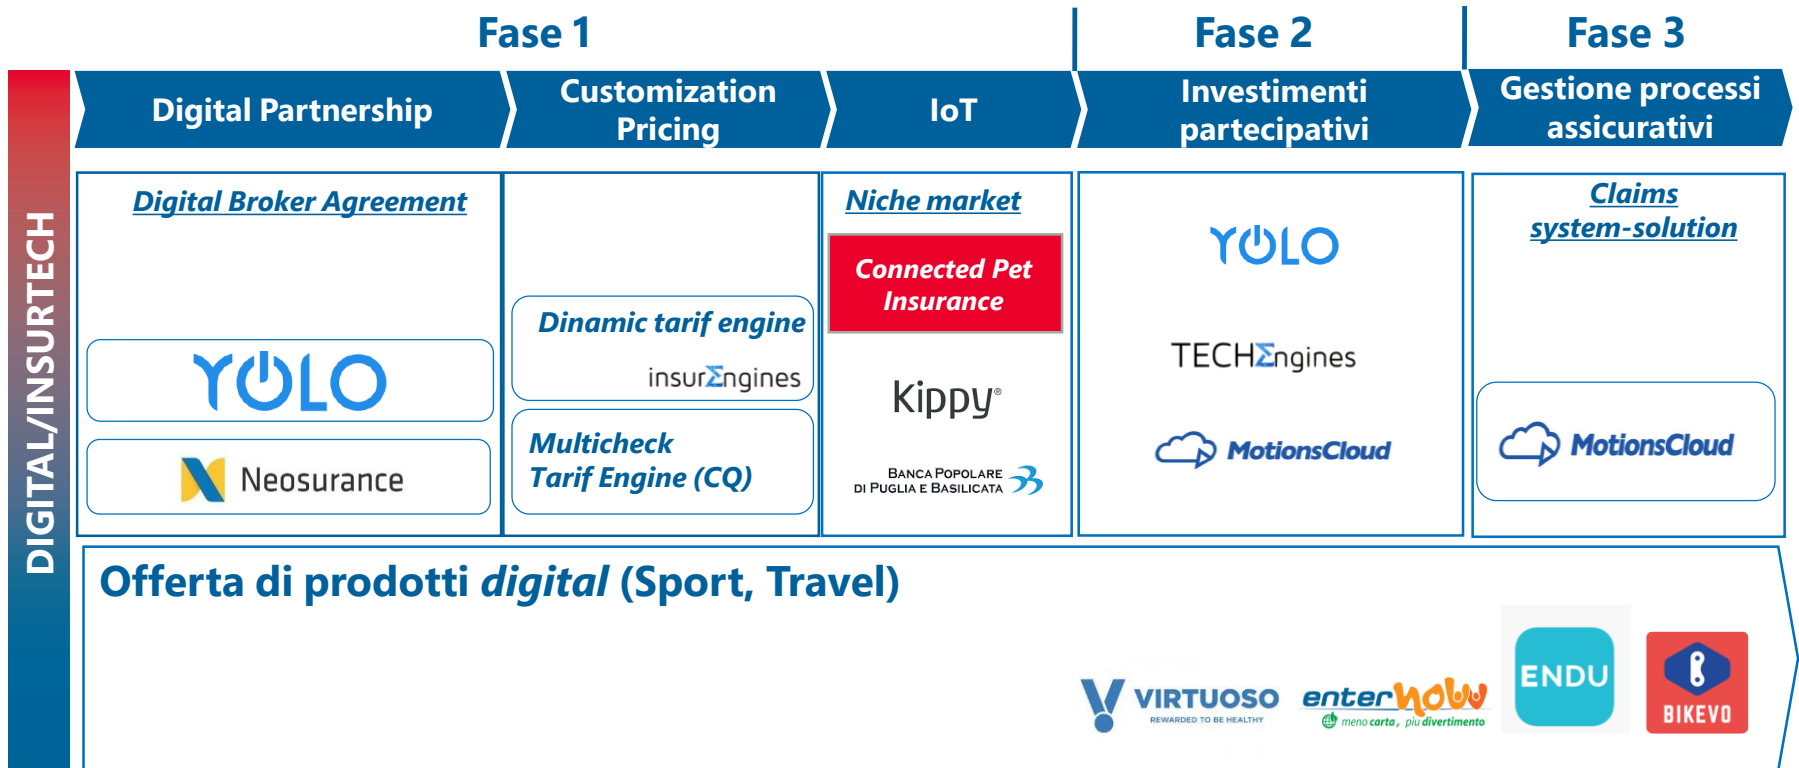 Fase 1
Fase 2
Fase 3
DIGITAL/INSURTECH
Digital Partnership
Customization
Pricing
IoT
Investimenti
partecipativi
Gestione processi
assicurativi
Digital Broker Agreement
YOLO
Neosurance
Dinamic tarif engine
insurΣngines
Multicheck
Tarif Engine (CQ)
Niche market
Connected Pet
Insurance
Kippy®
BANCA POPOLARE
DI PUGLIA E BASILICATA
YOLO
TECHΣngines
MotionsCloud
Claims
system-solution
MotionsCloud
Offerta di prodotti digital (Sport, Travel)
VIRTUOSO
REWARDED TO BE HEALTHY
enternow
meno carta, più divertimento
ENDU
BIKEVO